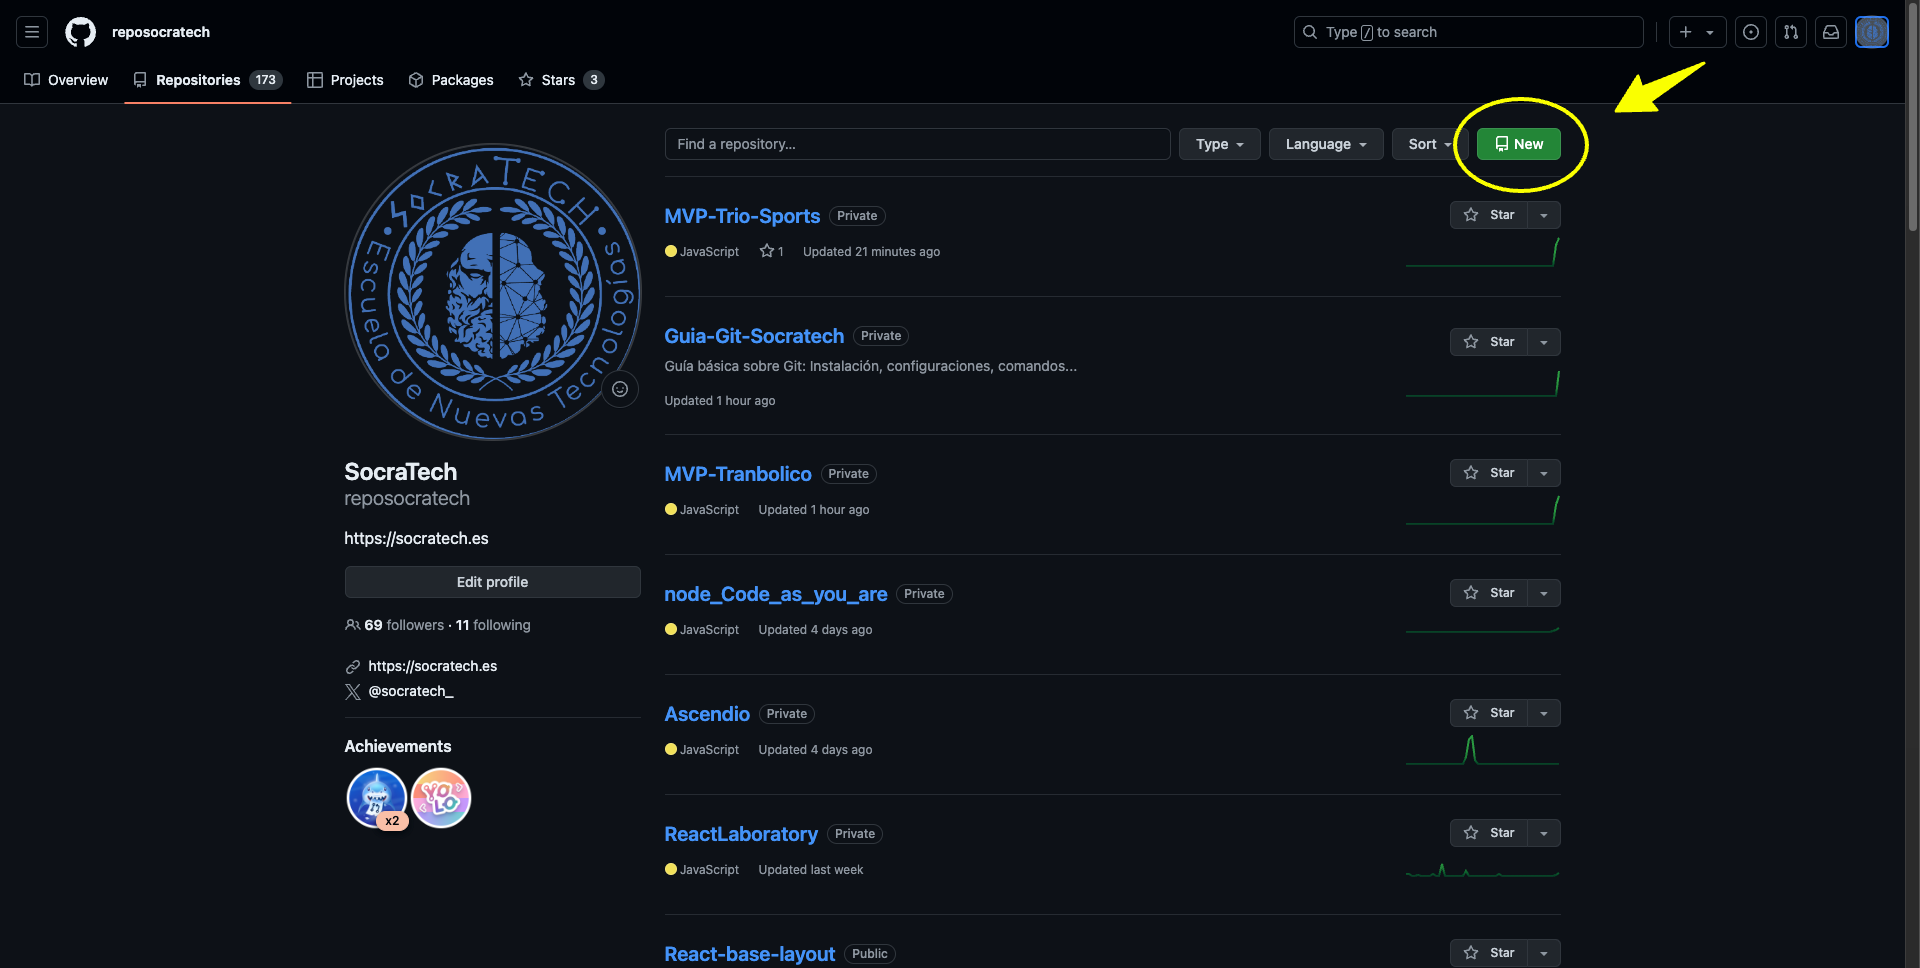 reposocratech
Type / to search
Overview
Repositories 173
Projects
Packages
Stars 3
SocraTECH
Escuela de Nuevas Tecnologías
SocraTech
reposocratech
https://socratech.es
Edit profile
69 followers · 11 following
https://socratech.es
@socratech_
Achievements
x2
YOLO
Find a repository...
Type
Language
Sort
New
MVP-Trio-Sports Private
Star
JavaScript 1 Updated 21 minutes ago
Guia-Git-Socratech Private
Star
Guía básica sobre Git: Instalación, configuraciones, comandos...
Updated 1 hour ago
MVP-Tranbolico Private
Star
JavaScript Updated 1 hour ago
node_Code_as_you_are Private
Star
JavaScript Updated 4 days ago
Ascendio Private
Star
JavaScript Updated 4 days ago
ReactLaboratory Private
Star
JavaScript Updated last week
React-base-layout Public
Star